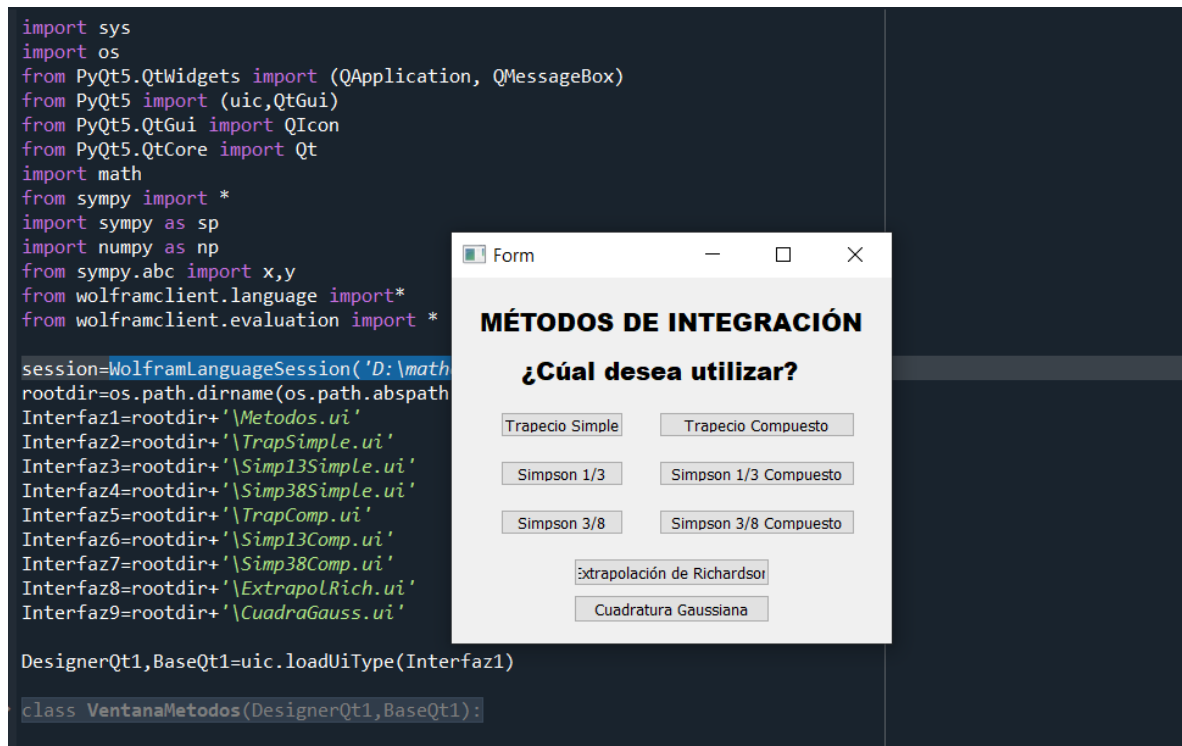 import sys
import os
from PyQt5.QtWidgets import (QApplication, QMessageBox)
from PyQt5 import (uic,QtGui)
from PyQt5.QtGui import QIcon
from PyQt5.QtCore import Qt
import math
from sympy import *
import sympy as sp
import numpy as np
from sympy.abc import x,y
from wolframclient.language import*
from wolframclient.evaluation import *
session=WolframLanguageSession('D:\math
rootdir=os.path.dirname(os.path.abspath
Interfaz1=rootdir+'\Metodos.ui'
Interfaz2=rootdir+'\TrapSimple.ui'
Interfaz3=rootdir+'\Simp13Simple.ui'
Interfaz4=rootdir+'\Simp38Simple.ui'
Interfaz5=rootdir+'\TrapComp.ui'
Interfaz6=rootdir+'\Simp13Comp.ui'
Interfaz7=rootdir+'\Simp38Comp.ui'
Interfaz8=rootdir+'\ExtrapolRich.ui'
Interfaz9=rootdir+'\CuadraGauss.ui'
DesignerQt1,BaseQt1=uic.loadUiType(Interfaz1)
class VentanaMetodos(DesignerQt1,BaseQt1):
Form
MÉTODOS DE INTEGRACIÓN
¿Cúal desea utilizar?
Trapecio Simple Trapecio Compuesto
Simpson 1/3 Simpson 1/3 Compuesto
Simpson 3/8 Simpson 3/8 Compuesto
Extrapolación de Richardson
Cuadratura Gaussiana